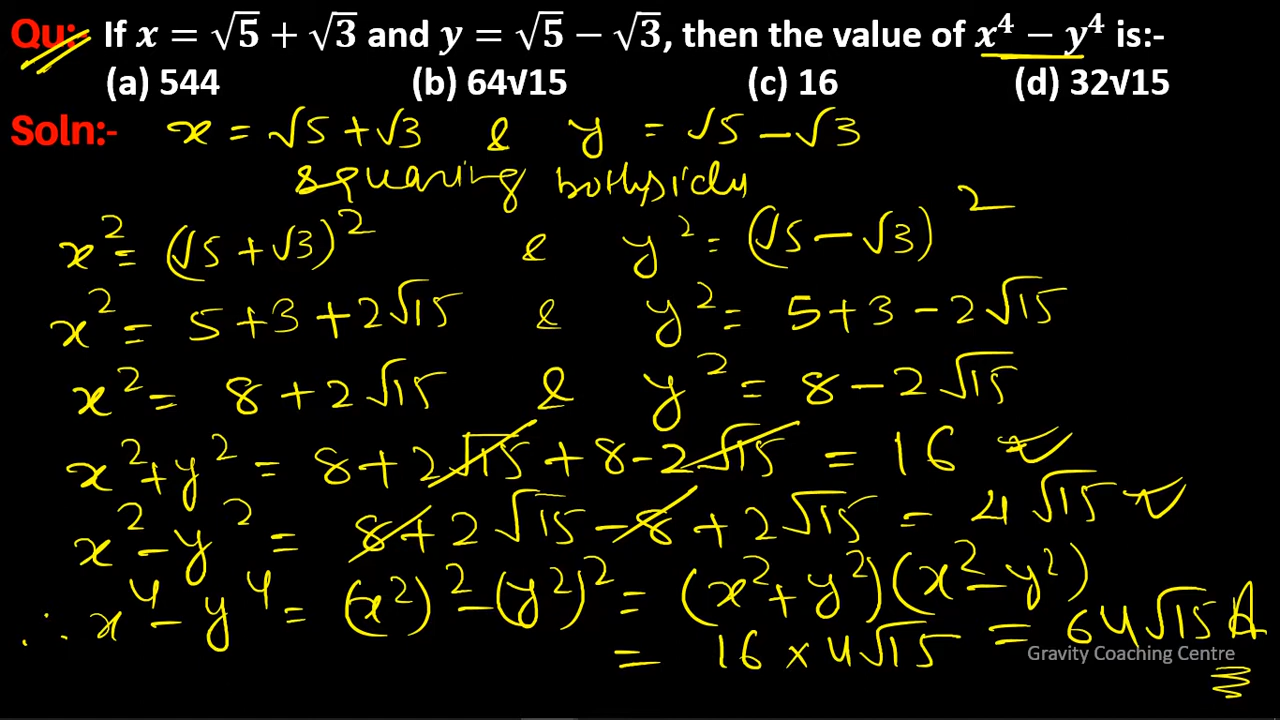 Qu:- If x = √5 + √3 and y = √5 − √3, then the value of x⁴ − y⁴ is:-
(a) 544 (b) 64√15 (c) 16 (d) 32√15
Soln:- x = √5 + √3 & y = √5 − √3
squaring bothsides
x² = (√5 + √3)² & y² = (√5 − √3)²
x² = 5 + 3 + 2√15 & y² = 5 + 3 − 2√15
x² = 8 + 2√15 & y² = 8 − 2√15
x² + y² = 8 + 2√15 + 8 − 2√15 = 16
x² − y² = 8 + 2√15 − 8 + 2√15 = 4√15
∴ x⁴ − y⁴ = (x²)² − (y²)² = (x² + y²)(x² − y²)
= 16 × 4√15 = 64√15 A
Gravity Coaching Centre